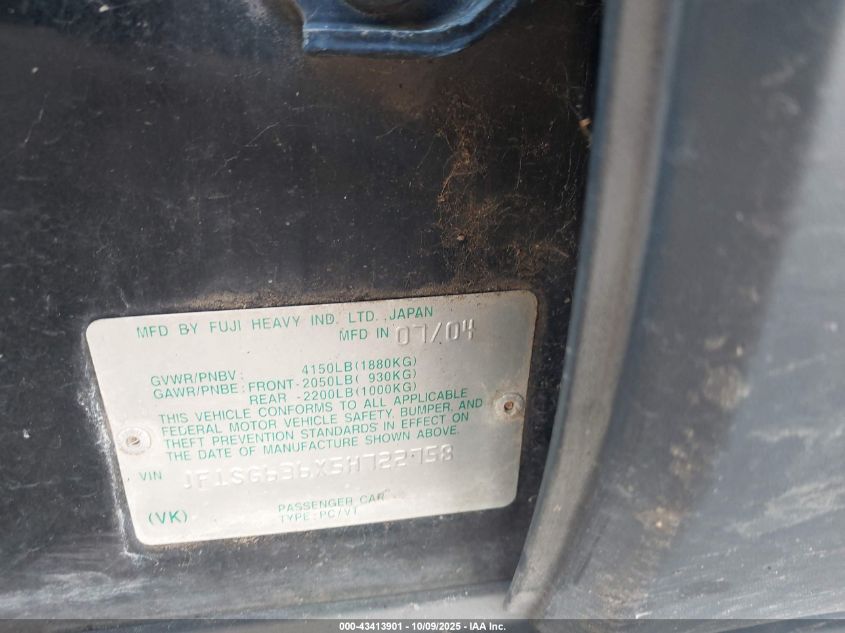 MFD BY FUJI HEAVY IND. LTD., JAPAN
MFD IN 07/04
GVWR/PNBV : 4150LB(1880KG)
GAWR/PNBE : FRONT-2050LB( 930KG)
REAR -2200LB(1000KG)
THIS VEHICLE CONFORMS TO ALL APPLICABLE
FEDERAL MOTOR VEHICLE SAFETY, BUMPER, AND
THEFT PREVENTION STANDARDS IN EFFECT ON
THE DATE OF MANUFACTURE SHOWN ABOVE.
VIN JF1SG636X5H722758
PASSENGER CAR
(VK) TYPE:PC/VT
000-43413901 - 10/09/2025 - IAA Inc.